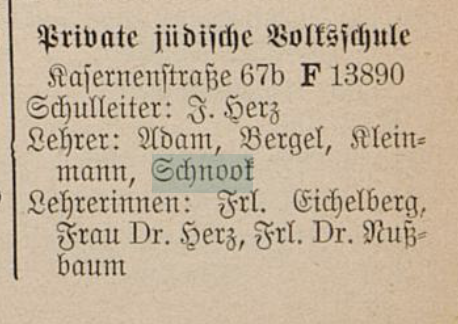 Private jüdische Volksschule
Kasernenstraße 67b F 13890
Schulleiter: J. Herz
Lehrer: Adam, Bergel, Klein-
mann, Schnook
Lehrerinnen: Frl. Eichelberg,
Frau Dr. Herz, Frl. Dr. Nuß-
baum